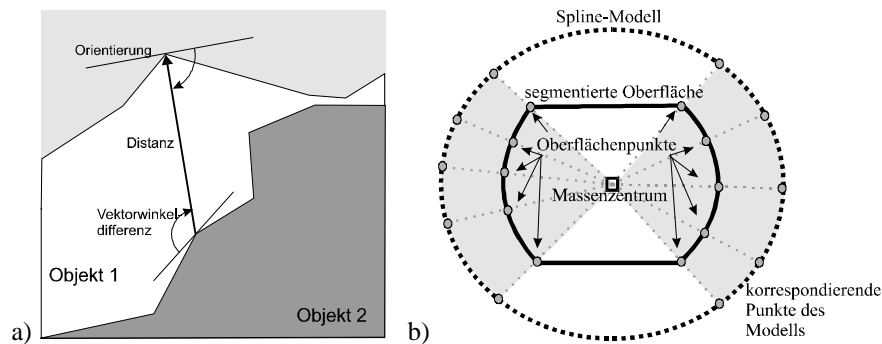 Orientierung
Distanz
Vektorwinkel-
differenz
Objekt 1
Objekt 2
a)
Spline-Modell
segmentierte Oberfläche
Oberflächenpunkte
Massenzentrum
korrespondierende
Punkte des
Modells
b)